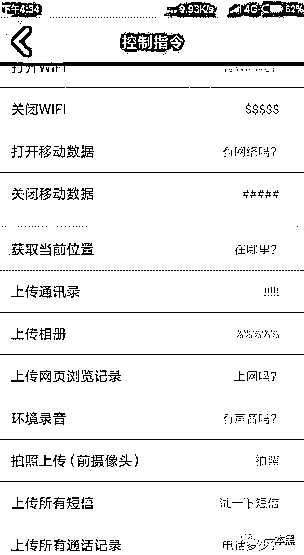 下午4:34 9.93K/s 4G 62%
控制指令
打开WIFI
关闭WIFI $$$$$
打开移动数据 有网络吗?
关闭移动数据 #####
获取当前位置 在哪里?
上传通讯录 !!!!!
上传相册 %%%%%
上传网页浏览记录 上网吗?
环境录音 有声音吗?
拍照上传(前摄像头) 拍照
上传所有短信 试一下短信
上传所有通话记录